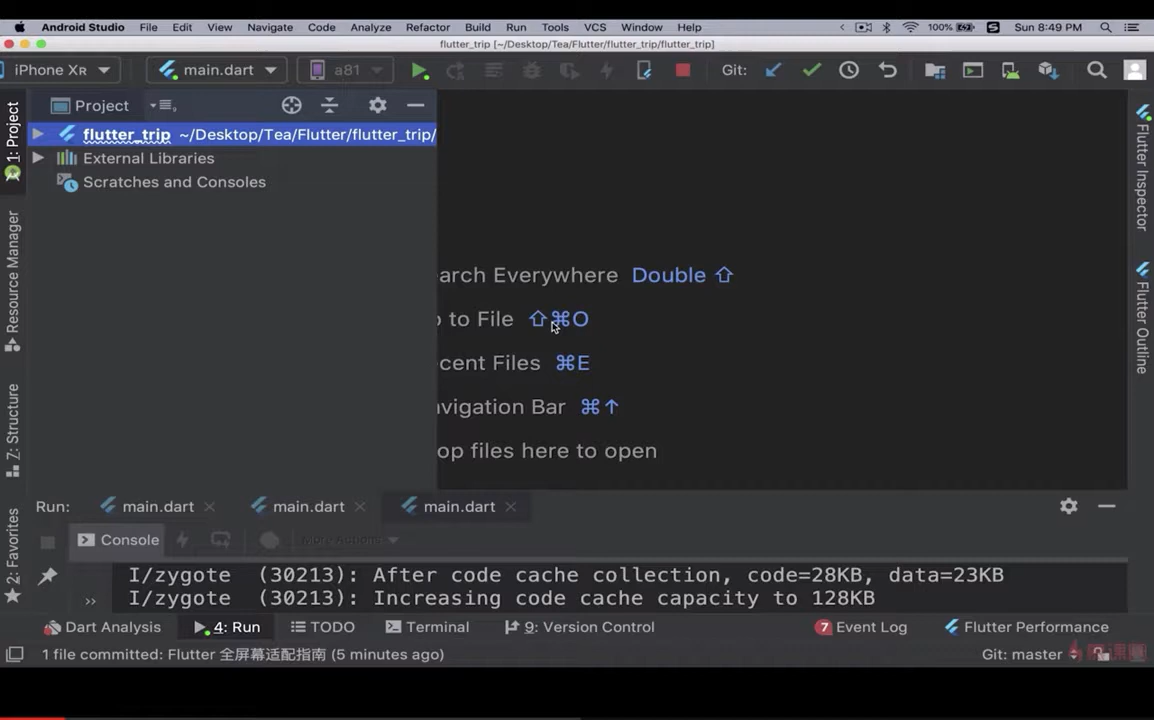 Android Studio File Edit View Navigate Code Analyze Refactor Build Run Tools VCS Window Help 100% S Sun 8:49 PM
flutter_trip [~/Desktop/Tea/Flutter/flutter_trip/flutter_trip]
iPhone XR main.dart a81 Git:
Project
flutter_trip ~/Desktop/Tea/Flutter/flutter_trip/
External Libraries
Scratches and Consoles
1: Project
Resource Manager
7: Structure
2: Favorites
arch Everywhere Double ⇧
to File ⇧⌘O
cent Files ⌘E
vigation Bar ⌘↑
op files here to open
Flutter Inspector
Flutter Outline
Run: main.dart main.dart main.dart
Console More Actions
I/zygote (30213): After code cache collection, code=28KB, data=23KB
I/zygote (30213): Increasing code cache capacity to 128KB
Dart Analysis 4: Run TODO Terminal 9: Version Control 7 Event Log Flutter Performance
1 file committed: Flutter 全屏幕适配指南 (5 minutes ago) Git: master